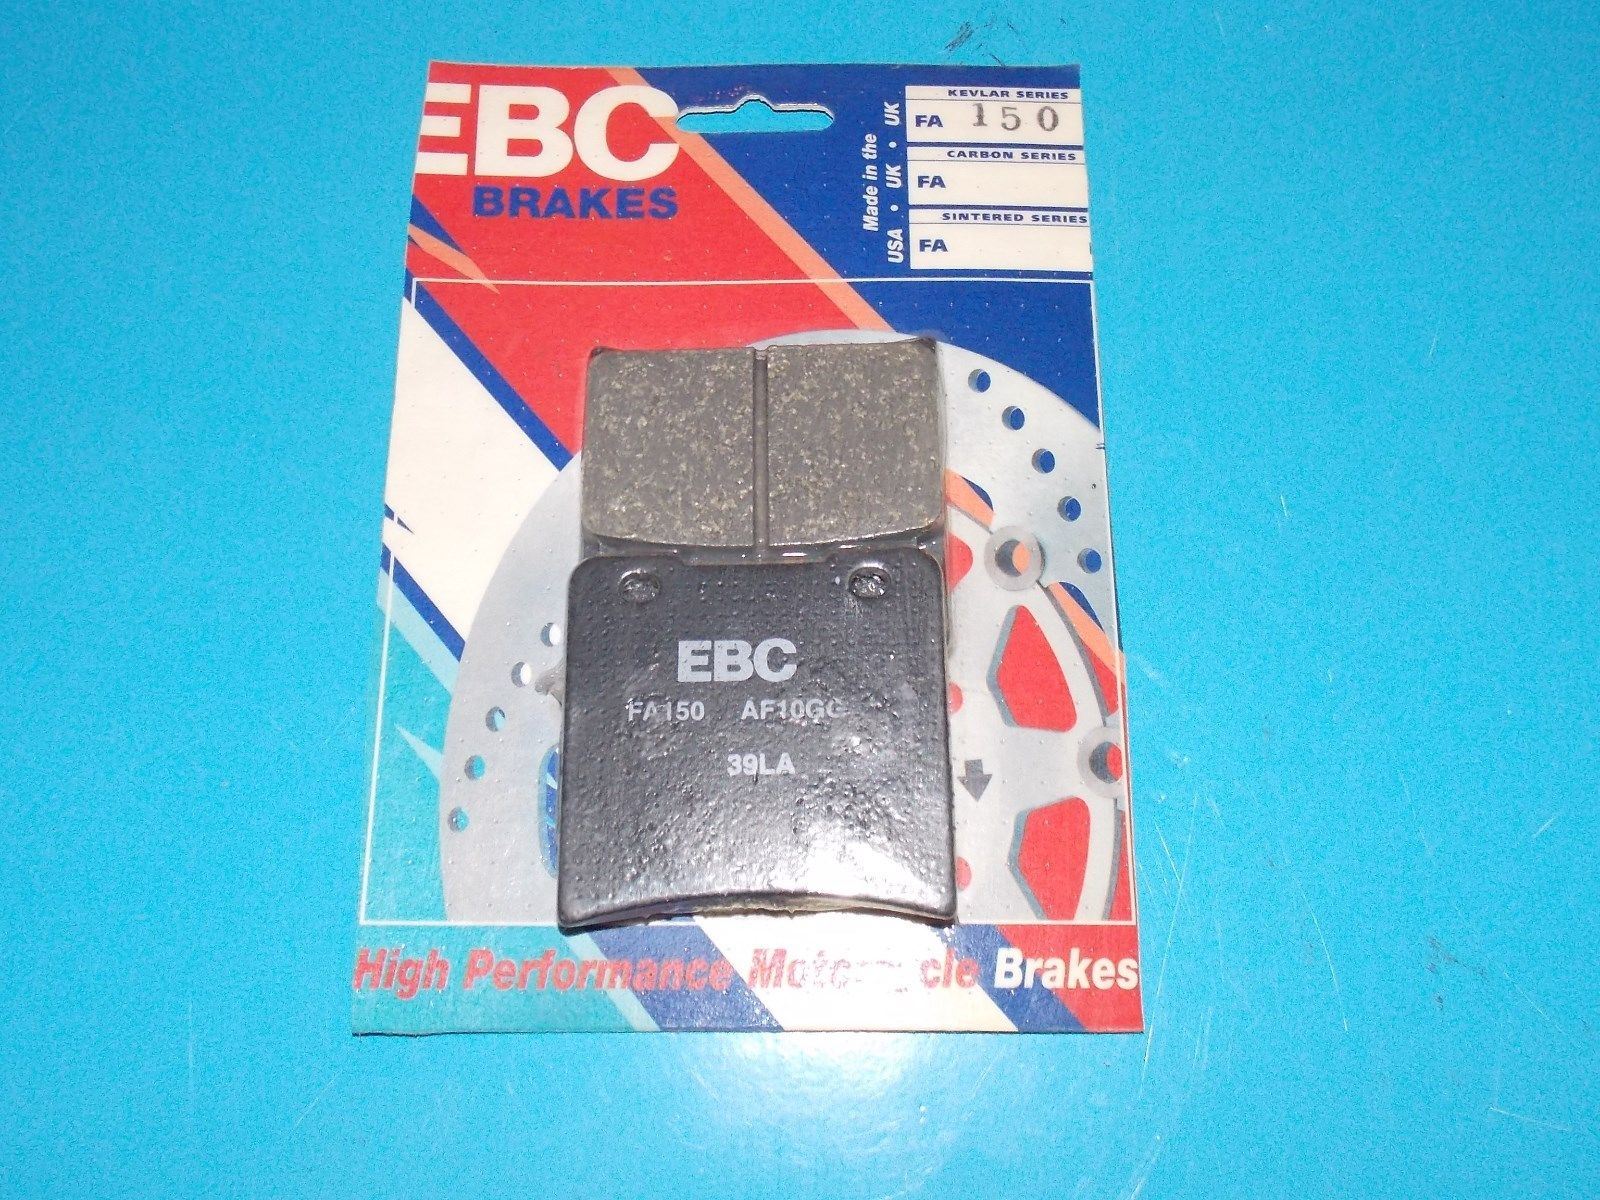 EBC
BRAKES
Made in the
USA • UK • UK
KEVLAR SERIES
FA 150
CARBON SERIES
FA
SINTERED SERIES
FA
EBC
FA150 AF10GG
39LA
High Performance Motorcycle Brakes